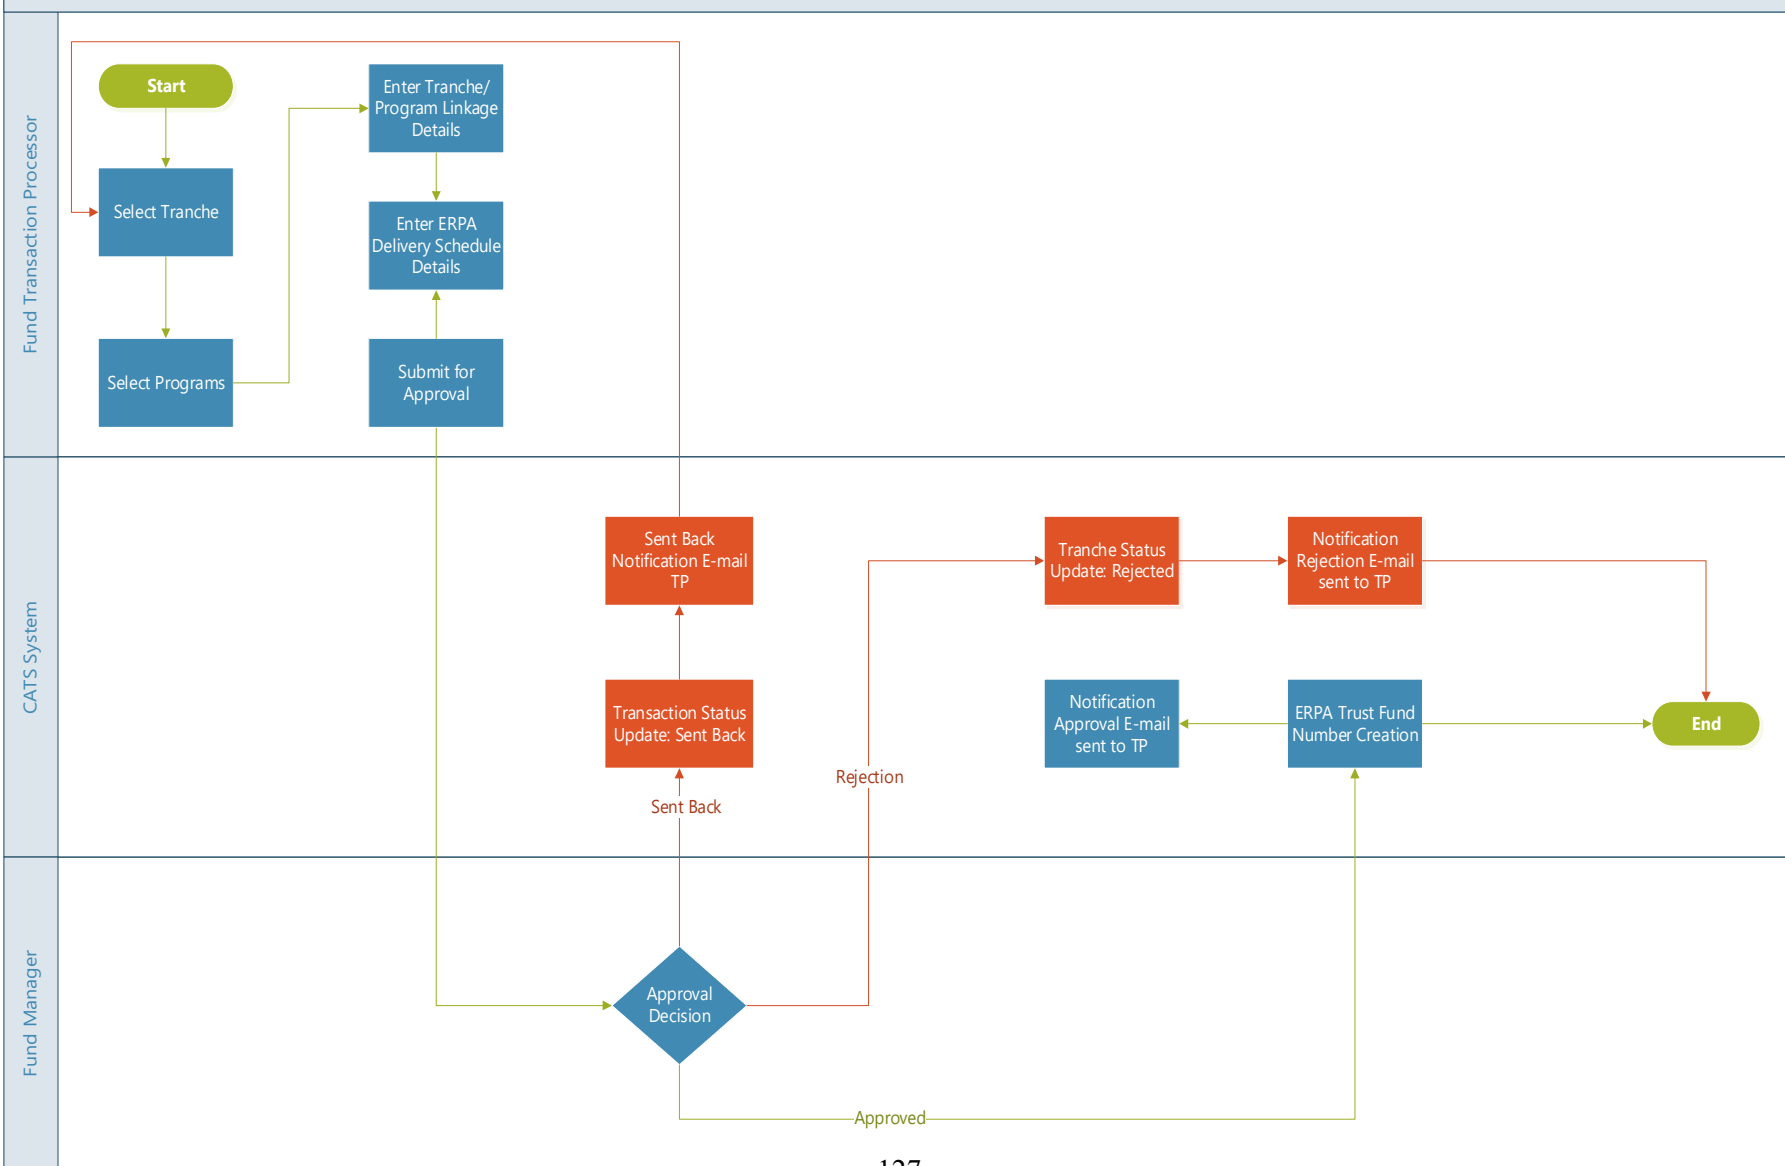 Fund Transaction Processor
Start
Select Tranche
Select Programs
Enter Tranche/
Program Linkage
Details
Enter ERPA
Delivery Schedule
Details
Submit for
Approval
CATS System
Sent Back
Notification E-mail
TP
Transaction Status
Update: Sent Back
Sent Back
Rejection
Tranche Status
Update: Rejected
Notification
Rejection E-mail
sent to TP
Notification
Approval E-mail
sent to TP
ERPA Trust Fund
Number Creation
End
Fund Manager
Approval
Decision
Approved
127